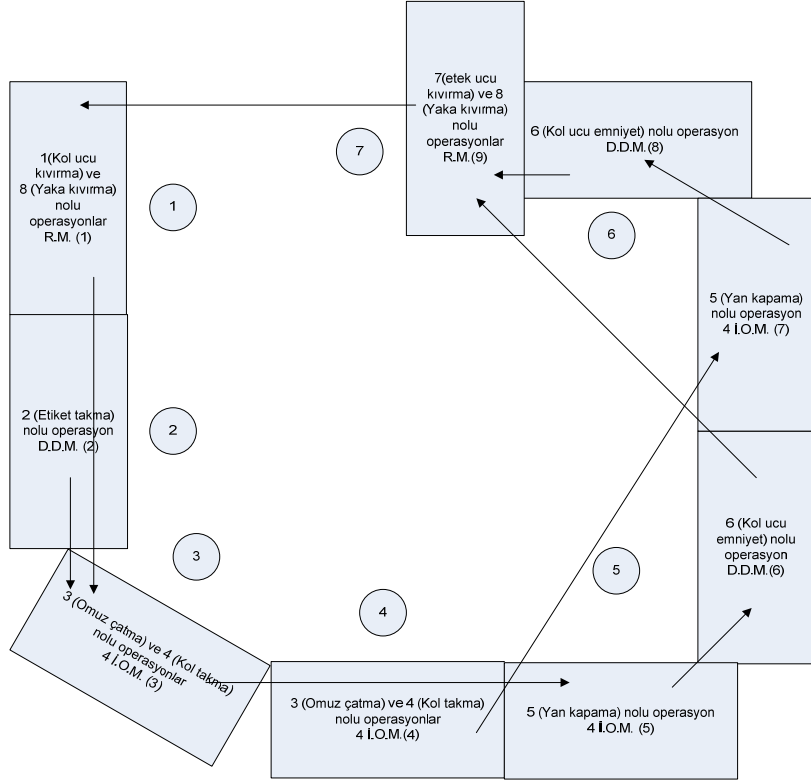 7(etek ucu
kıvırma) ve 8
(Yaka kıvırma)
nolu
operasyonlar
R.M.(9)
6 (Kol ucu emniyet) nolu operasyon
D.D.M.(8)
7
1(Kol ucu
kıvırma) ve
8 (Yaka kıvırma)
nolu
operasyonlar
R.M. (1)
1
6
5 (Yan kapama)
nolu operasyon
4 İ.O.M. (7)
2 (Etiket takma)
nolu operasyon
D.D.M. (2)
2
6 (Kol ucu
emniyet) nolu
operasyon
D.D.M.(6)
3
5
4
3 (Omuz çatma) ve 4 (Kol takma)
nolu operasyonlar
4 İ.O.M. (3)
3 (Omuz çatma) ve 4 (Kol takma)
nolu operasyonlar
4 İ.O.M.(4)
5 (Yan kapama) nolu operasyon
4 İ.O.M. (5)